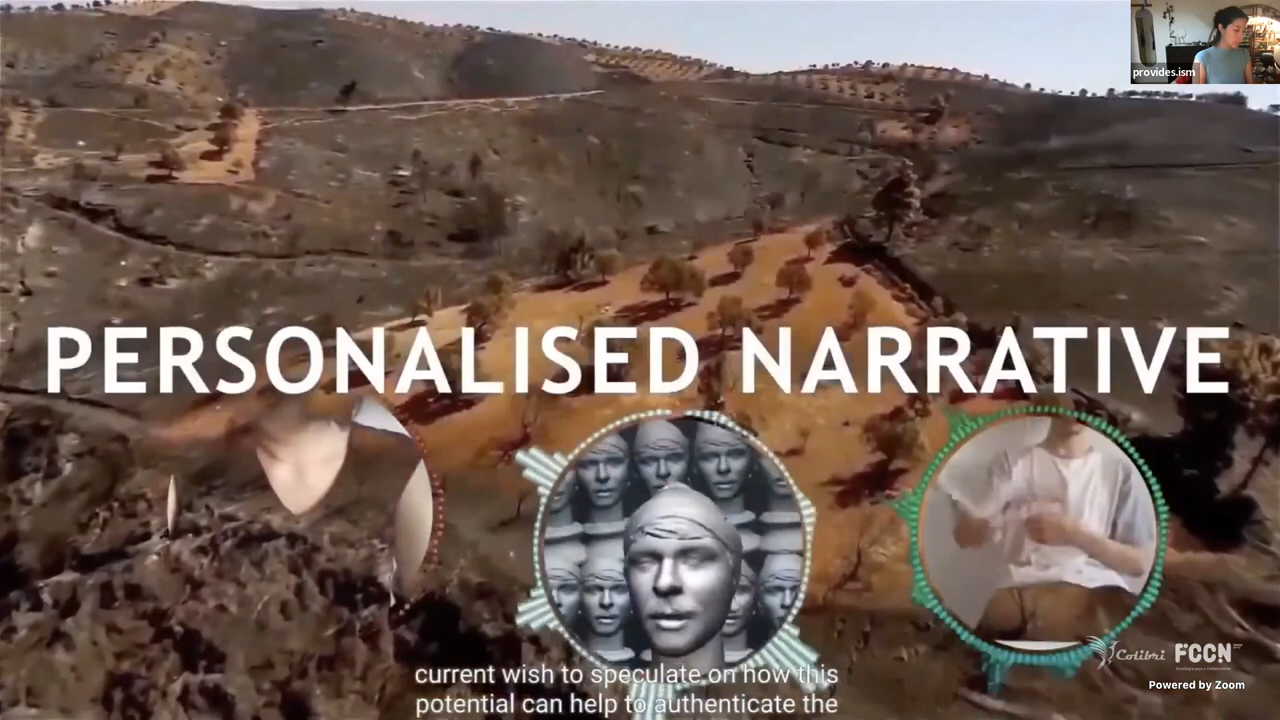 provides.ism
PERSONALISED NARRATIVE
current wish to speculate on how this
potential can help to authenticate the
Colibri FCCN
Powered by Zoom